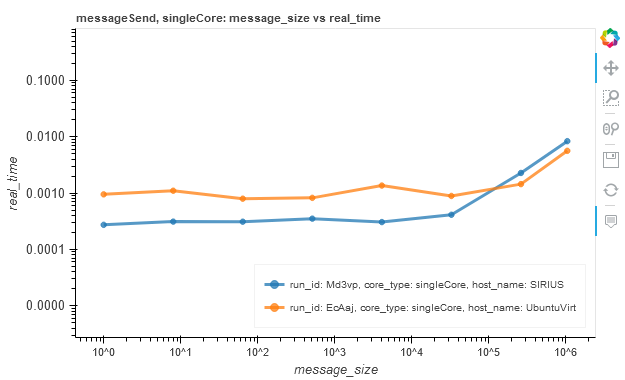 messageSend, singleCore: message_size vs real_time
0.1000
0.0100
0.0010
0.0001
0.0000
real_time
run_id: Md3vp, core_type: singleCore, host_name: SIRIUS
run_id: EcAaj, core_type: singleCore, host_name: UbuntuVirt
10^0 10^1 10^2 10^3 10^4 10^5 10^6
message_size